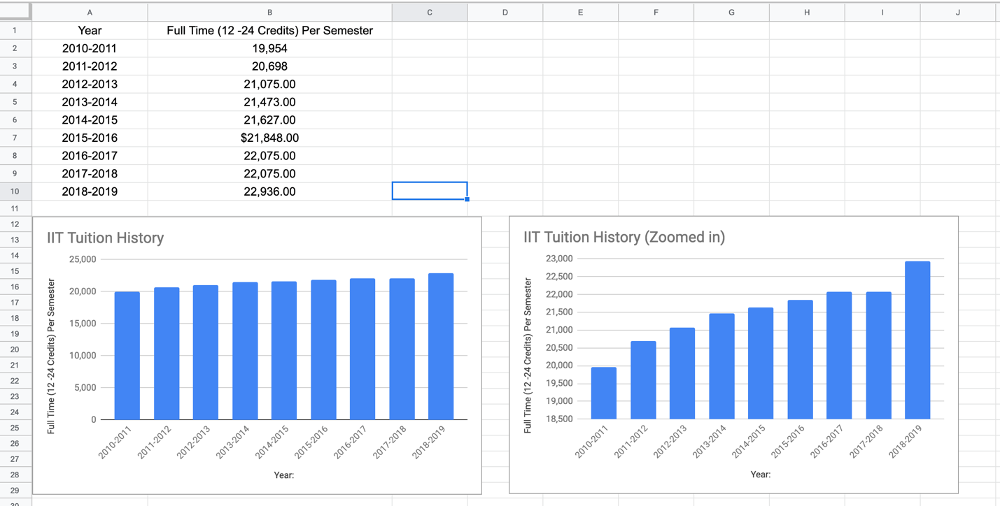 A B C D E F G H I J
1 Year Full Time (12 -24 Credits) Per Semester
2 2010-2011 19,954
3 2011-2012 20,698
4 2012-2013 21,075.00
5 2013-2014 21,473.00
6 2014-2015 21,627.00
7 2015-2016 $21,848.00
8 2016-2017 22,075.00
9 2017-2018 22,075.00
10 2018-2019 22,936.00
11
12
13
14
15
16
17
18
19
20
21
22
23
24
25
26
27
28
29
30
IIT Tuition History
Full Time (12 -24 Credits) Per Semester
25,000
20,000
15,000
10,000
5,000
0
2010-2011 2011-2012 2012-2013 2013-2014 2014-2015 2015-2016 2016-2017 2017-2018 2018-2019
Year:
IIT Tuition History (Zoomed in)
Full Time (12 -24 Credits) Per Semester
23,000
22,500
22,000
21,500
21,000
20,500
20,000
19,500
19,000
18,500
2010-2011 2011-2012 2012-2013 2013-2014 2014-2015 2015-2016 2016-2017 2017-2018 2018-2019
Year: